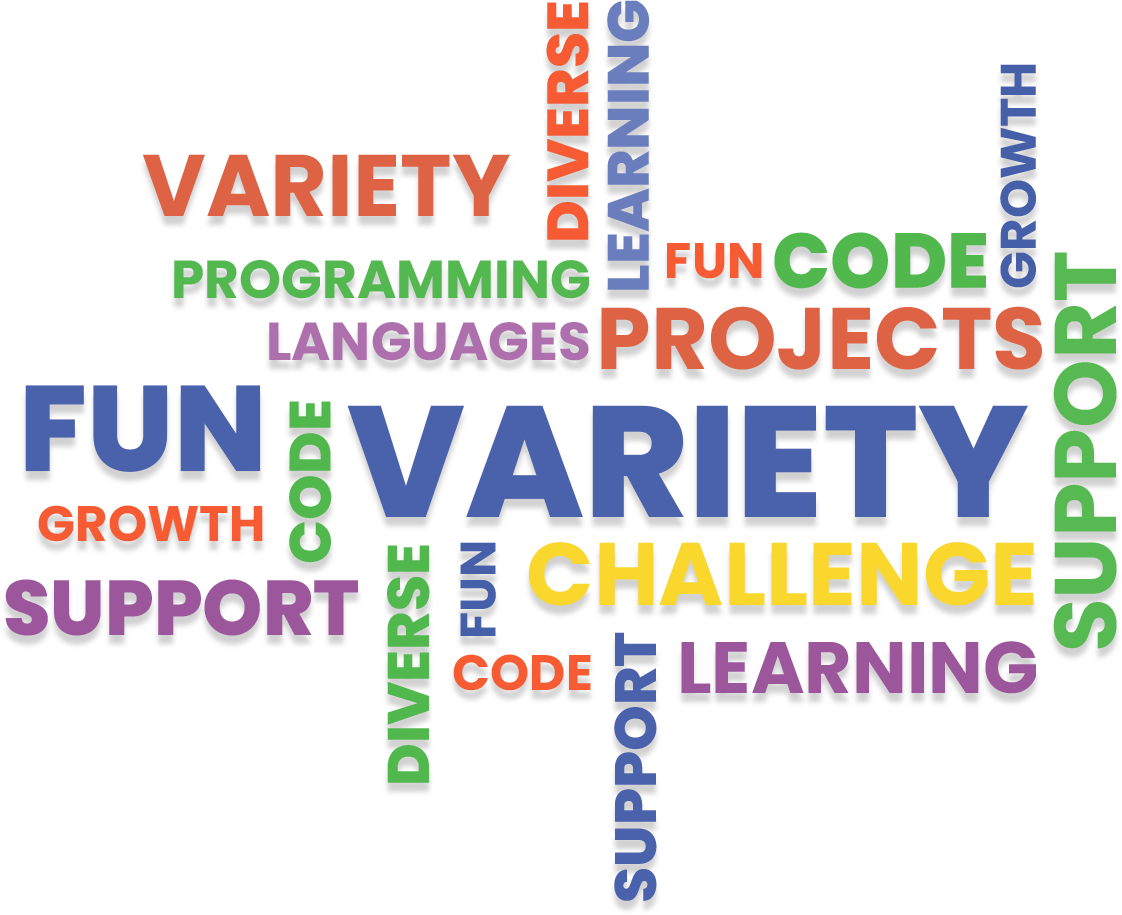 DIVERSE
LEARNING
GROWTH
VARIETY
FUN
CODE
PROGRAMMING
SUPPORT
PROJECTS
LANGUAGES
FUN
CODE
VARIETY
GROWTH
DIVERSE
FUN
CHALLENGE
SUPPORT
CODE
SUPPORT
LEARNING